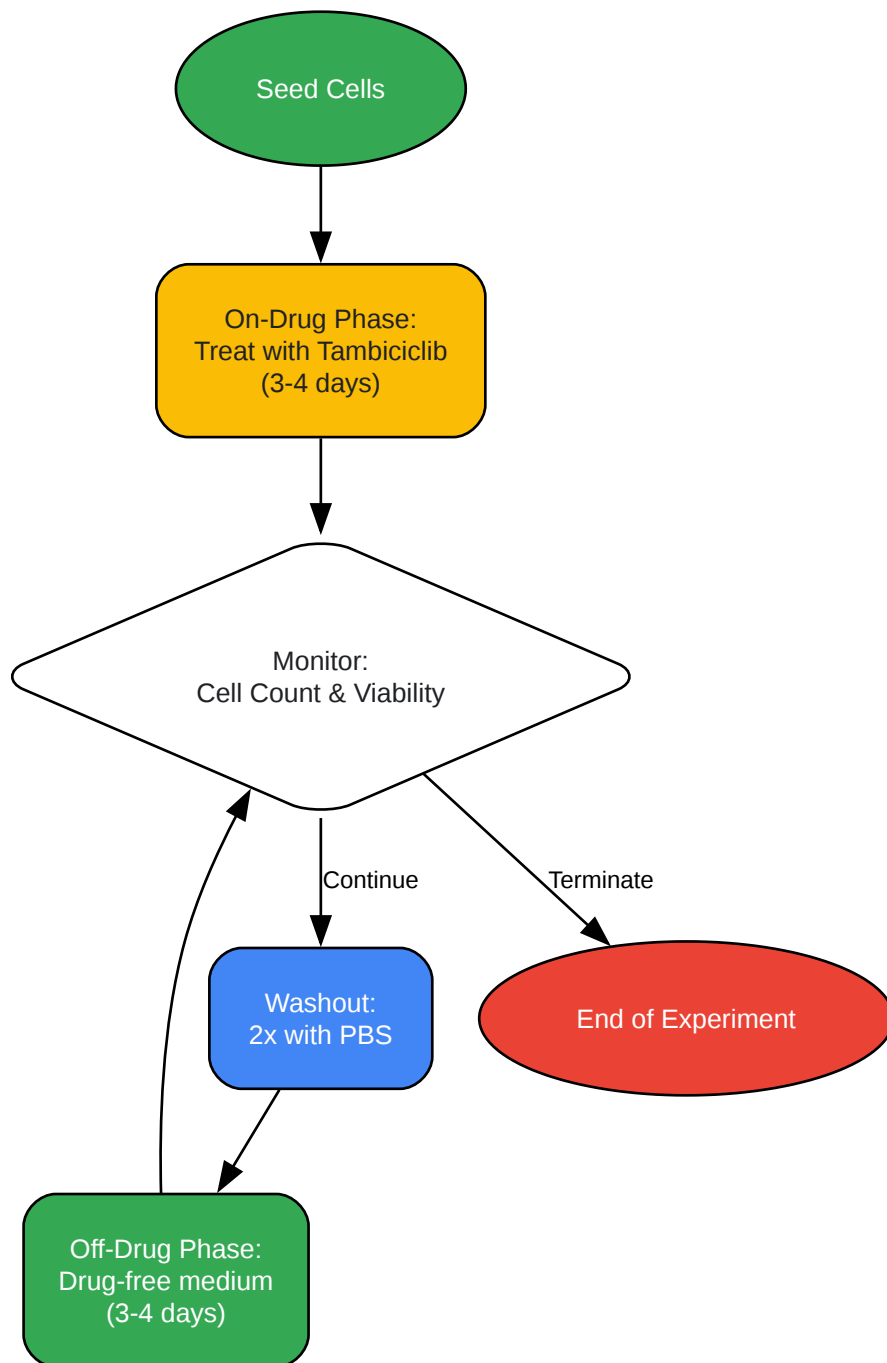 Seed Cells
On-Drug Phase:
Treat with Tambiciclib
(3-4 days)
Monitor:
Cell Count & Viability
Continue
Terminate
Washout:
2x with PBS
End of Experiment
Off-Drug Phase:
Drug-free medium
(3-4 days)